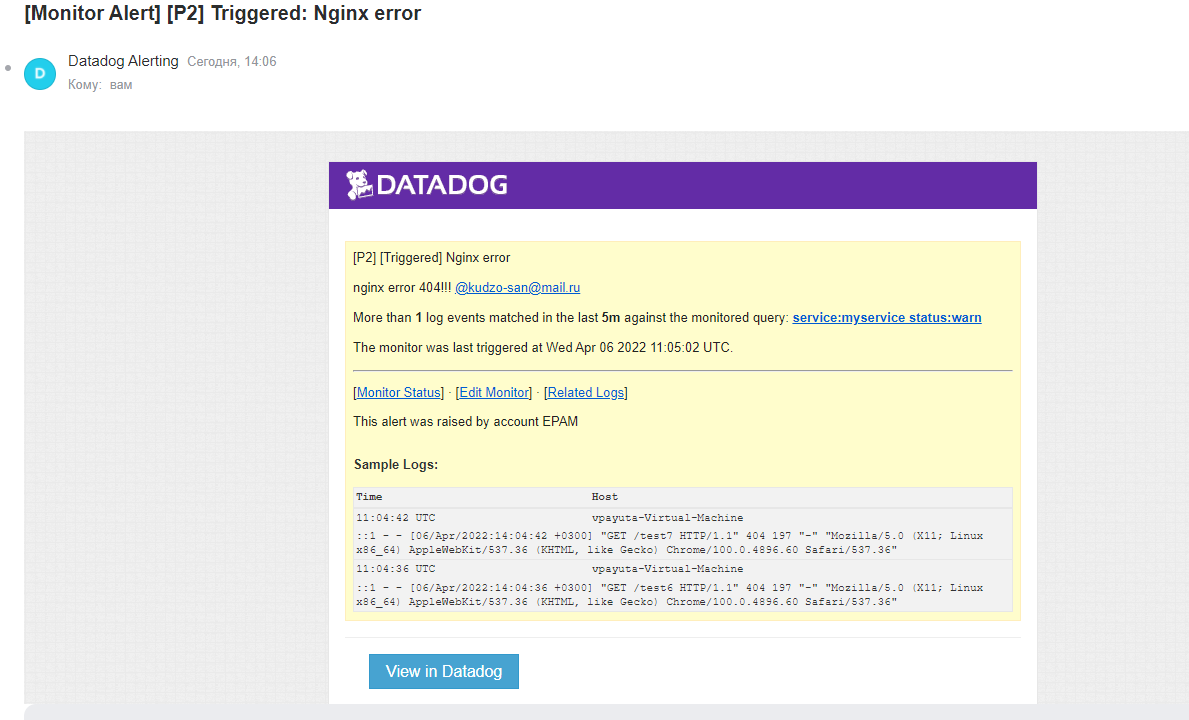 [Monitor Alert] [P2] Triggered: Nginx error
D
Datadog Alerting Сегодня, 14:06
Кому: вам
DATADOG
[P2] [Triggered] Nginx error
nginx error 404!!! @kudzo-san@mail.ru
More than 1 log events matched in the last 5m against the monitored query: service:myservice status:warn
The monitor was last triggered at Wed Apr 06 2022 11:05:02 UTC.
[Monitor Status] · [Edit Monitor] · [Related Logs]
This alert was raised by account EPAM
Sample Logs:
Time Host
11:04:42 UTC vpayuta-Virtual-Machine
::1 - - [06/Apr/2022:14:04:42 +0300] "GET /test7 HTTP/1.1" 404 197 "-" "Mozilla/5.0 (X11; Linux
x86_64) AppleWebKit/537.36 (KHTML, like Gecko) Chrome/100.0.4896.60 Safari/537.36"
11:04:36 UTC vpayuta-Virtual-Machine
::1 - - [06/Apr/2022:14:04:36 +0300] "GET /test6 HTTP/1.1" 404 197 "-" "Mozilla/5.0 (X11; Linux
x86_64) AppleWebKit/537.36 (KHTML, like Gecko) Chrome/100.0.4896.60 Safari/537.36"
View in Datadog